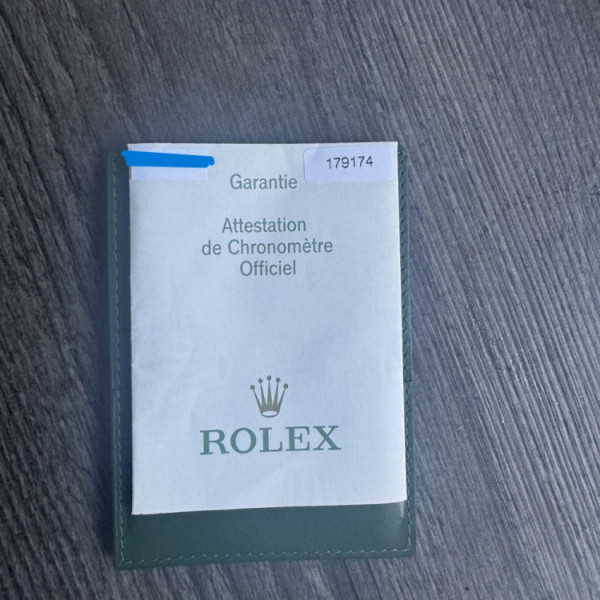 179174
Garantie
Attestation
de Chronomètre
Officiel
ROLEX